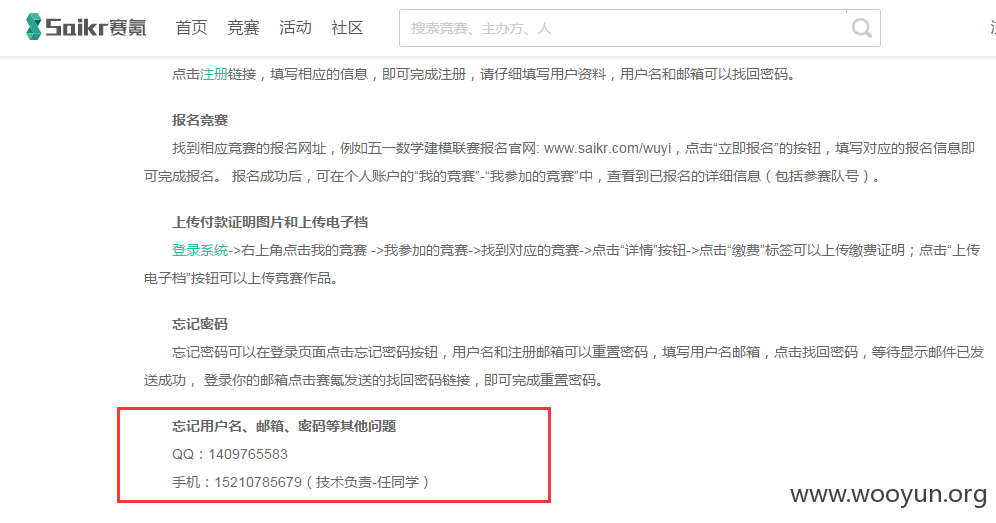 Saikr赛氪 首页 竞赛 活动 社区 搜索竞赛、主办方、人
点击注册链接，填写相应的信息，即可完成注册，请仔细填写用户资料，用户名和邮箱可以找回密码。
报名竞赛
找到相应竞赛的报名网址，例如五一数学建模联赛报名官网: www.saikr.com/wuyi，点击“立即报名”的按钮，填写对应的报名信息即
可完成报名。 报名成功后，可在个人账户的“我的竞赛”-“我参加的竞赛”中，查看到已报名的详细信息（包括参赛队号）。
上传付款证明图片和上传电子档
登录系统->右上角点击我的竞赛 ->我参加的竞赛->找到对应的竞赛->点击“详情”按钮->点击“缴费”标签可以上传缴费证明；点击“上传
电子档”按钮可以上传竞赛作品。
忘记密码
忘记密码可以在登录页面点击忘记密码按钮，用户名和注册邮箱可以重置密码，填写用户名邮箱，点击找回密码，等待显示邮件已发
送成功， 登录你的邮箱点击赛氪发送的找回密码链接，即可完成重置密码。
忘记用户名、邮箱、密码等其他问题
QQ：1409765583
手机：15210785679（技术负责-任同学）
www.wooyun.org